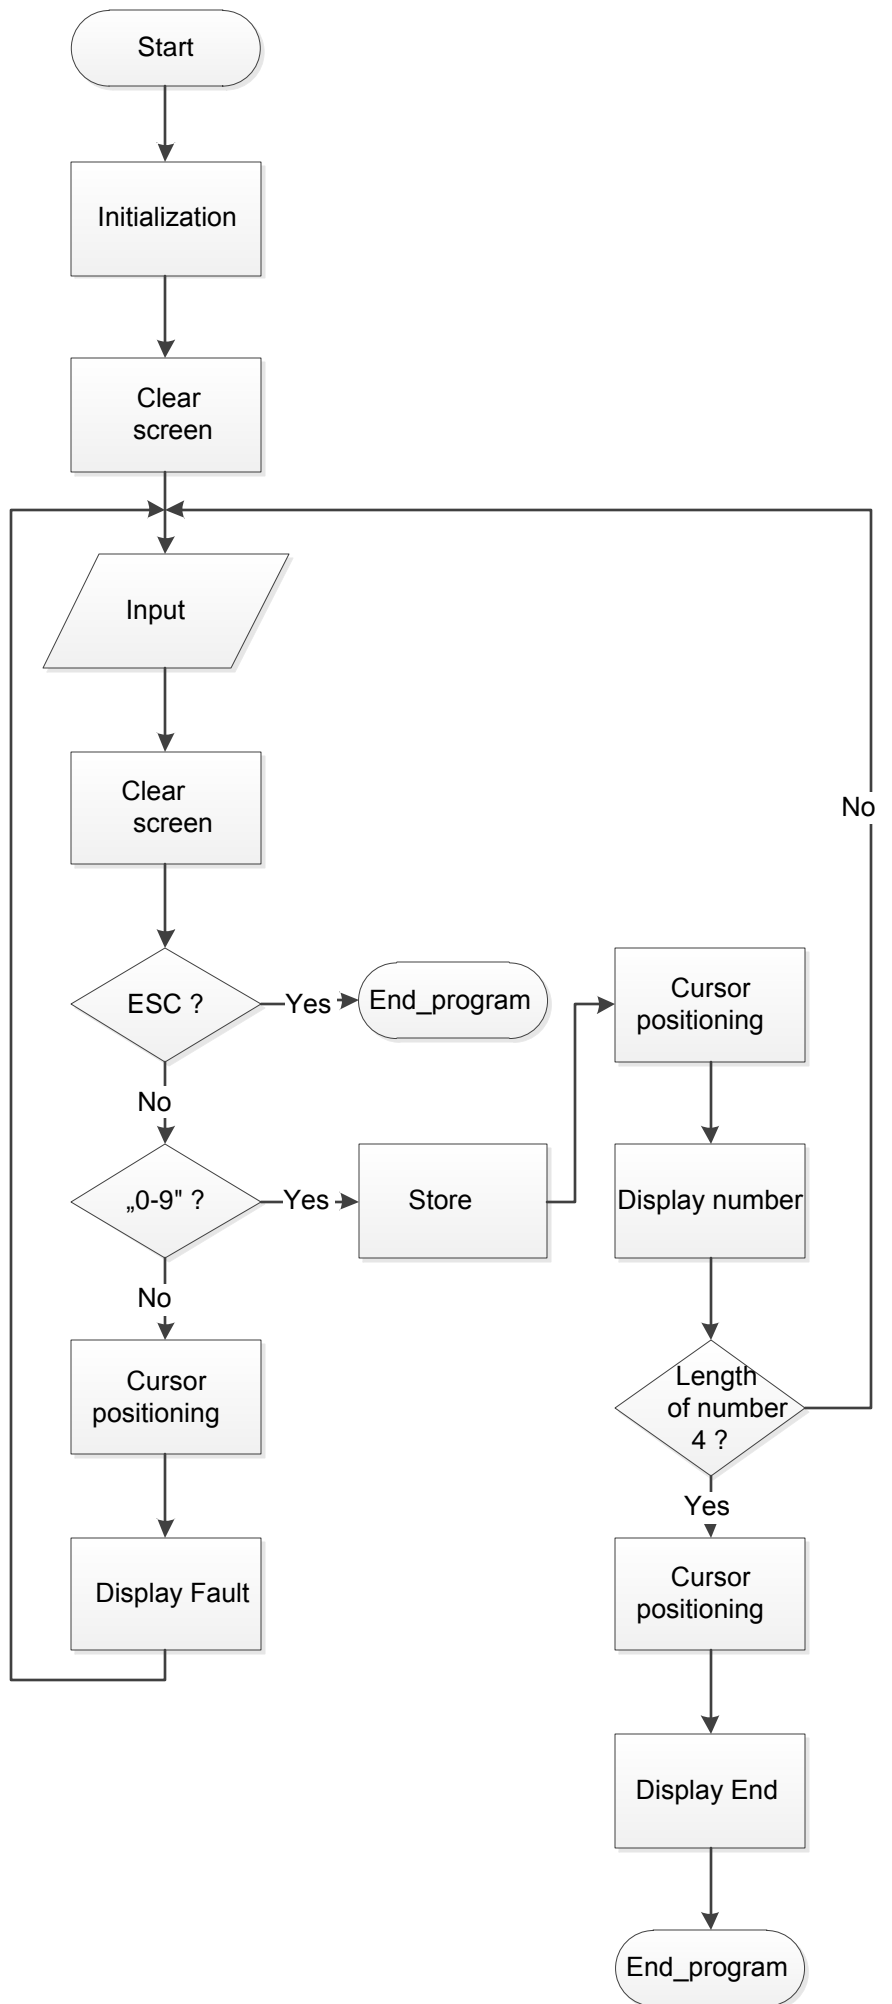 Start
Initialization
Clear
screen
Input
Clear
screen
No
ESC ?
Yes
End_program
Cursor
positioning
No
„0-9" ?
Yes
Store
Display number
No
Cursor
positioning
Length
of number
4 ?
Yes
Display Fault
Cursor
positioning
Display End
End_program